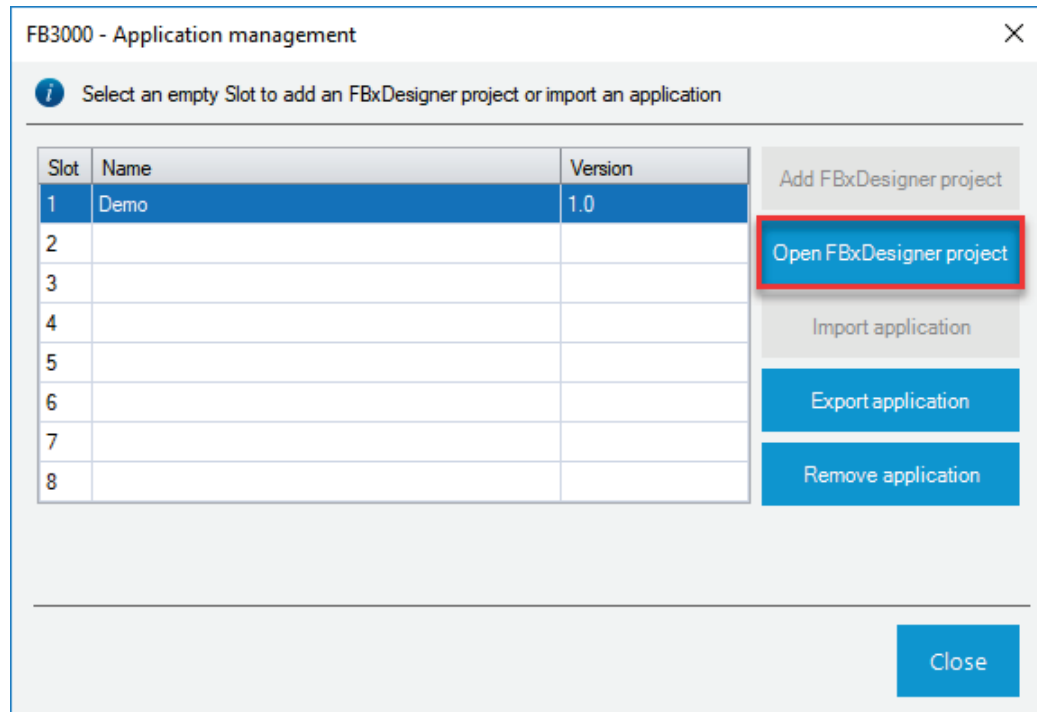 FB3000 - Application management
Select an empty Slot to add an FBxDesigner project or import an application
Slot Name Version
1 Demo 1.0
2
3
4
5
6
7
8
Add FBxDesigner project
Open FBxDesigner project
Import application
Export application
Remove application
Close